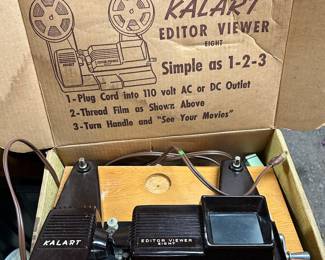 KALART
EDITOR VIEWER
EIGHT
Simple as 1-2-3
1-Plug Cord into 110 volt AC or DC Outlet
2-Thread Film as Shown Above
3-Turn Handle and "See Your Movies"
KALART
EDITOR VIEWER
EIGHT